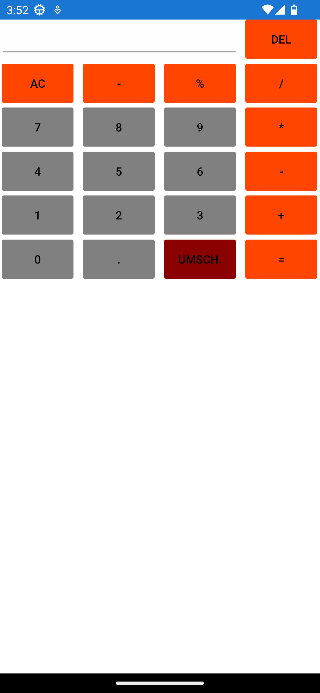 3:52
DEL
AC - % /
7 8 9 *
4 5 6 -
1 2 3 +
0 . UMSCH. =